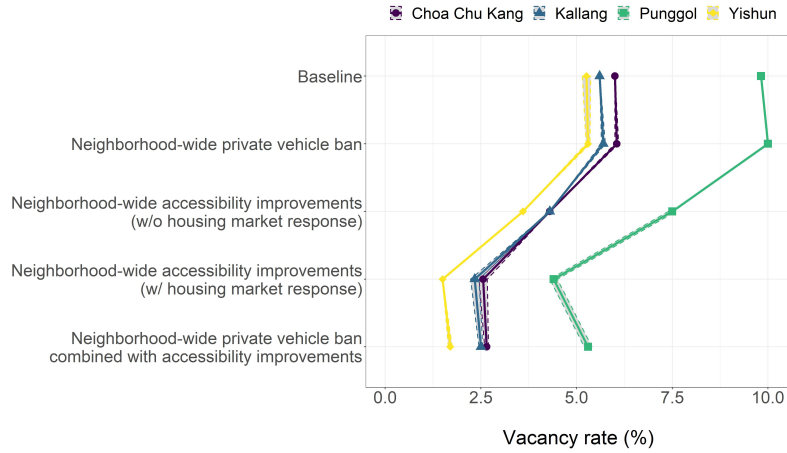 Choa Chu Kang Kallang Punggol Yishun
Baseline
Neighborhood-wide private vehicle ban
Neighborhood-wide accessibility improvements
(w/o housing market response)
Neighborhood-wide accessibility improvements
(w/ housing market response)
Neighborhood-wide private vehicle ban
combined with accessibility improvements
0.0 2.5 5.0 7.5 10.0
Vacancy rate (%)